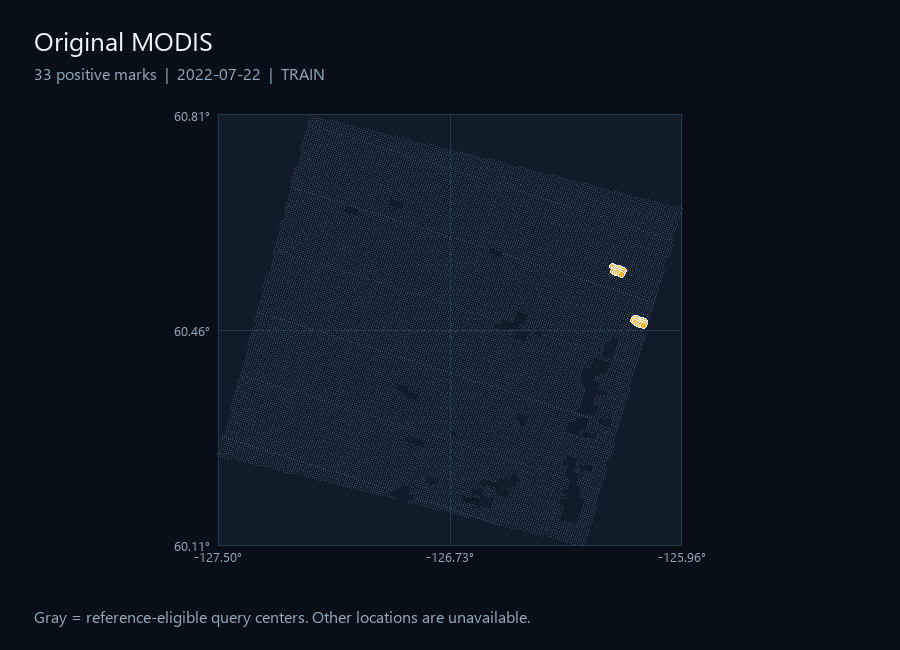 Original MODIS
33 positive marks | 2022-07-22 | TRAIN
60.81°
60.46°
60.11°
-127.50°
-126.73°
-125.96°
Gray = reference-eligible query centers. Other locations are unavailable.